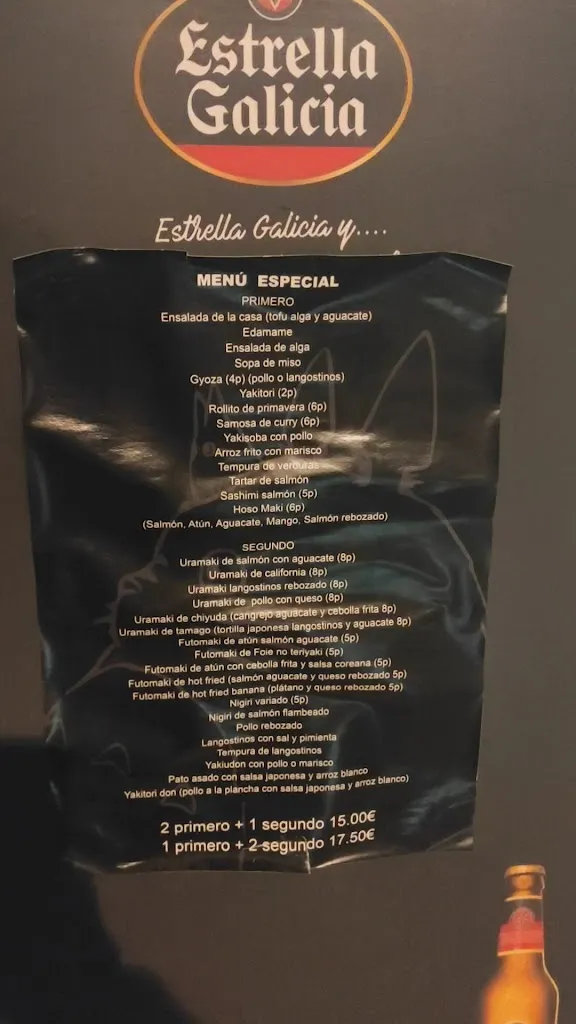 Estrella
Galicia
Estrella Galicia y....
MENÚ ESPECIAL
PRIMERO
Ensalada de la casa (tofu alga y aguacate)
Edamame
Ensalada de alga
Sopa de miso
Gyoza (4p) (pollo o langostinos)
Yakitori (2p)
Rollito de primavera (6p)
Samosa de curry (6p)
Yakisoba con pollo
Arroz frito con marisco
Tempura de verduras
Tartar de salmón
Sashimi salmón (5p)
Hoso Maki (6p)
(Salmón, Atún, Aguacate, Mango, Salmón rebozado)
SEGUNDO
Uramaki de salmón con aguacate (8p)
Uramaki de california (8p)
Uramaki langostinos rebozado (8p)
Uramaki de pollo con queso (8p)
Uramaki de chiyuda (cangrejo aguacate y cebolla frita 8p)
Uramaki de tamago (tortilla japonesa langostinos y aguacate 8p)
Futomaki de atún salmón aguacate (5p)
Futomaki de Foie no teriyaki (5p)
Futomaki de atún con cebolla frita y salsa coreana (5p)
Futomaki de hot fried (salmón aguacate y queso rebozado 5p)
Futomaki de hot fried banana (plátano y queso rebozado 5p)
Nigiri variado (5p)
Nigiri de salmón flambeado
Pollo rebozado
Langostinos con sal y pimienta
Tempura de langostinos
Yakiudon con pollo o marisco
Pato asado con salsa japonesa y arroz blanco
Yakitori don (pollo a la plancha con salsa japonesa y arroz blanco)
2 primero + 1 segundo 15.00€
1 primero + 2 segundo 17.50€